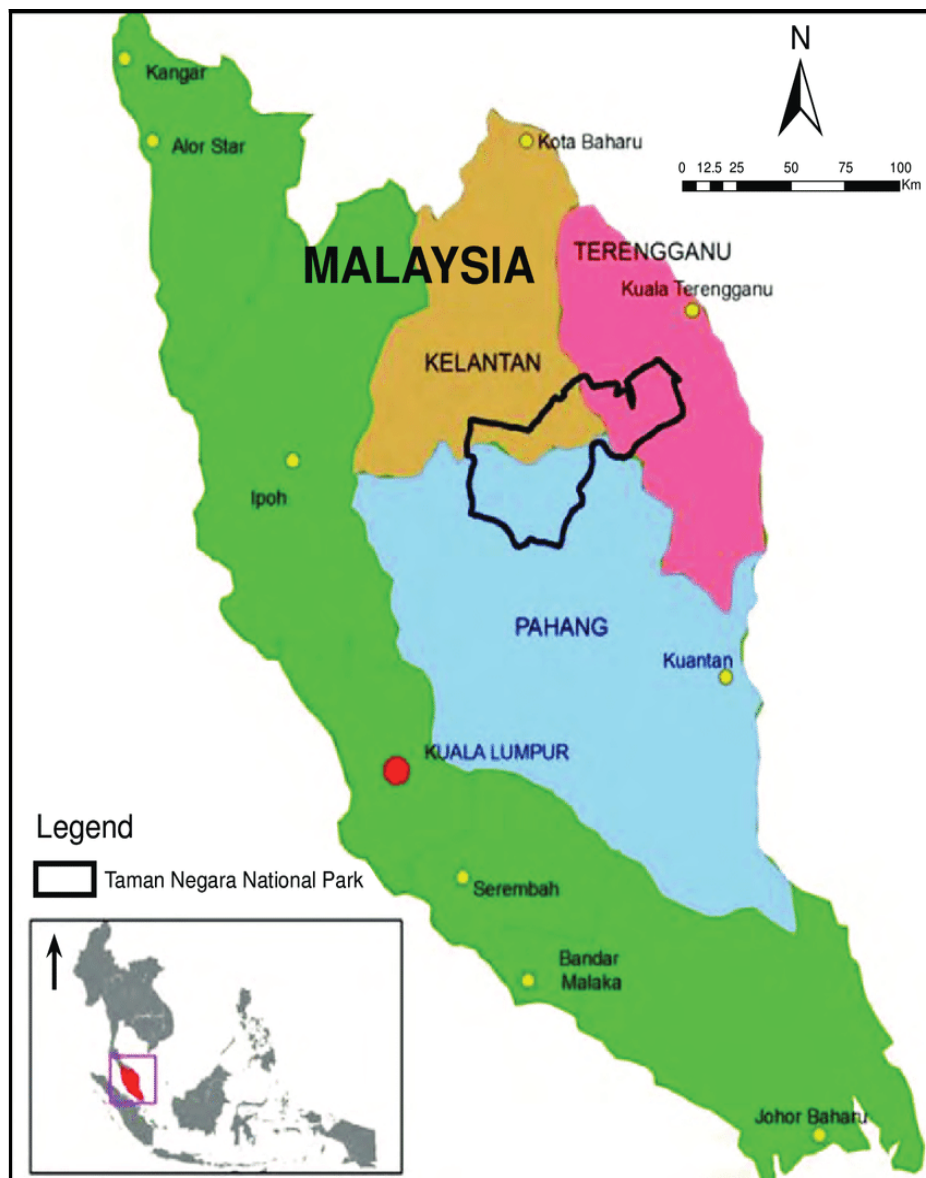 N
Kangar
Alor Star
Kota Baharu
0 12.5 25 50 75 100
Km
MALAYSIA
TERENGGANU
Kuala Terengganu
KELANTAN
Ipoh
PAHANG
Kuantan
KUALA LUMPUR
Legend
Taman Negara National Park
Serembah
Bandar
Malaka
Johor Baharu